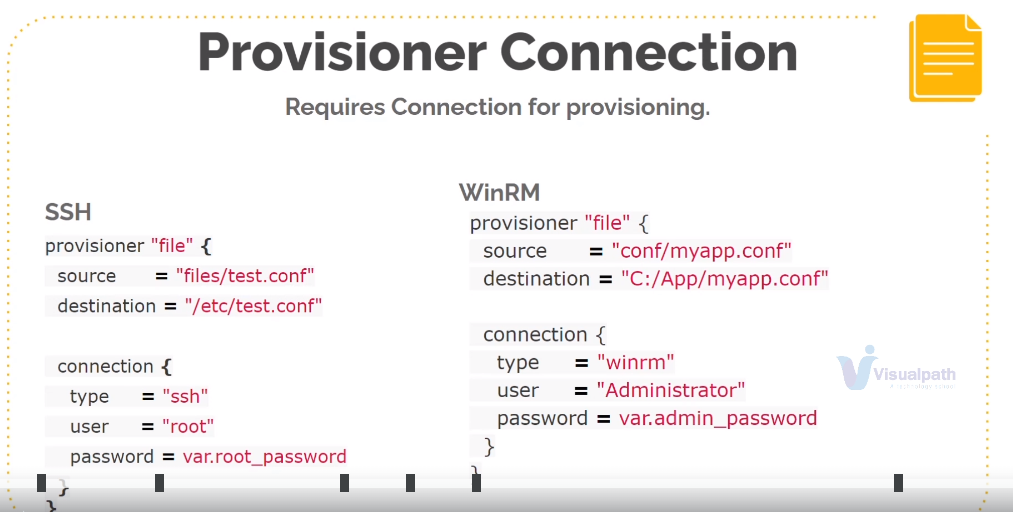 Provisioner Connection
Requires Connection for provisioning.
SSH
provisioner "file" {
source = "files/test.conf"
destination = "/etc/test.conf"
connection {
type = "ssh"
user = "root"
password = var.root_password
}
}
WinRM
provisioner "file" {
source = "conf/myapp.conf"
destination = "C:/App/myapp.conf"
connection {
type = "winrm"
user = "Administrator"
password = var.admin_password
}
}
Visualpath